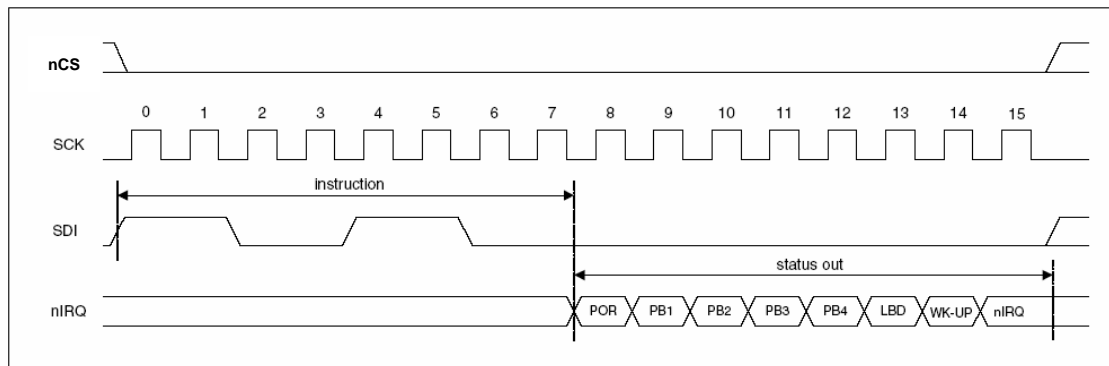 nCS
0 1 2 3 4 5 6 7 8 9 10 11 12 13 14 15
SCK
instruction
SDI
status out
nIRQ POR PB1 PB2 PB3 PB4 LBD WK-UP nIRQ